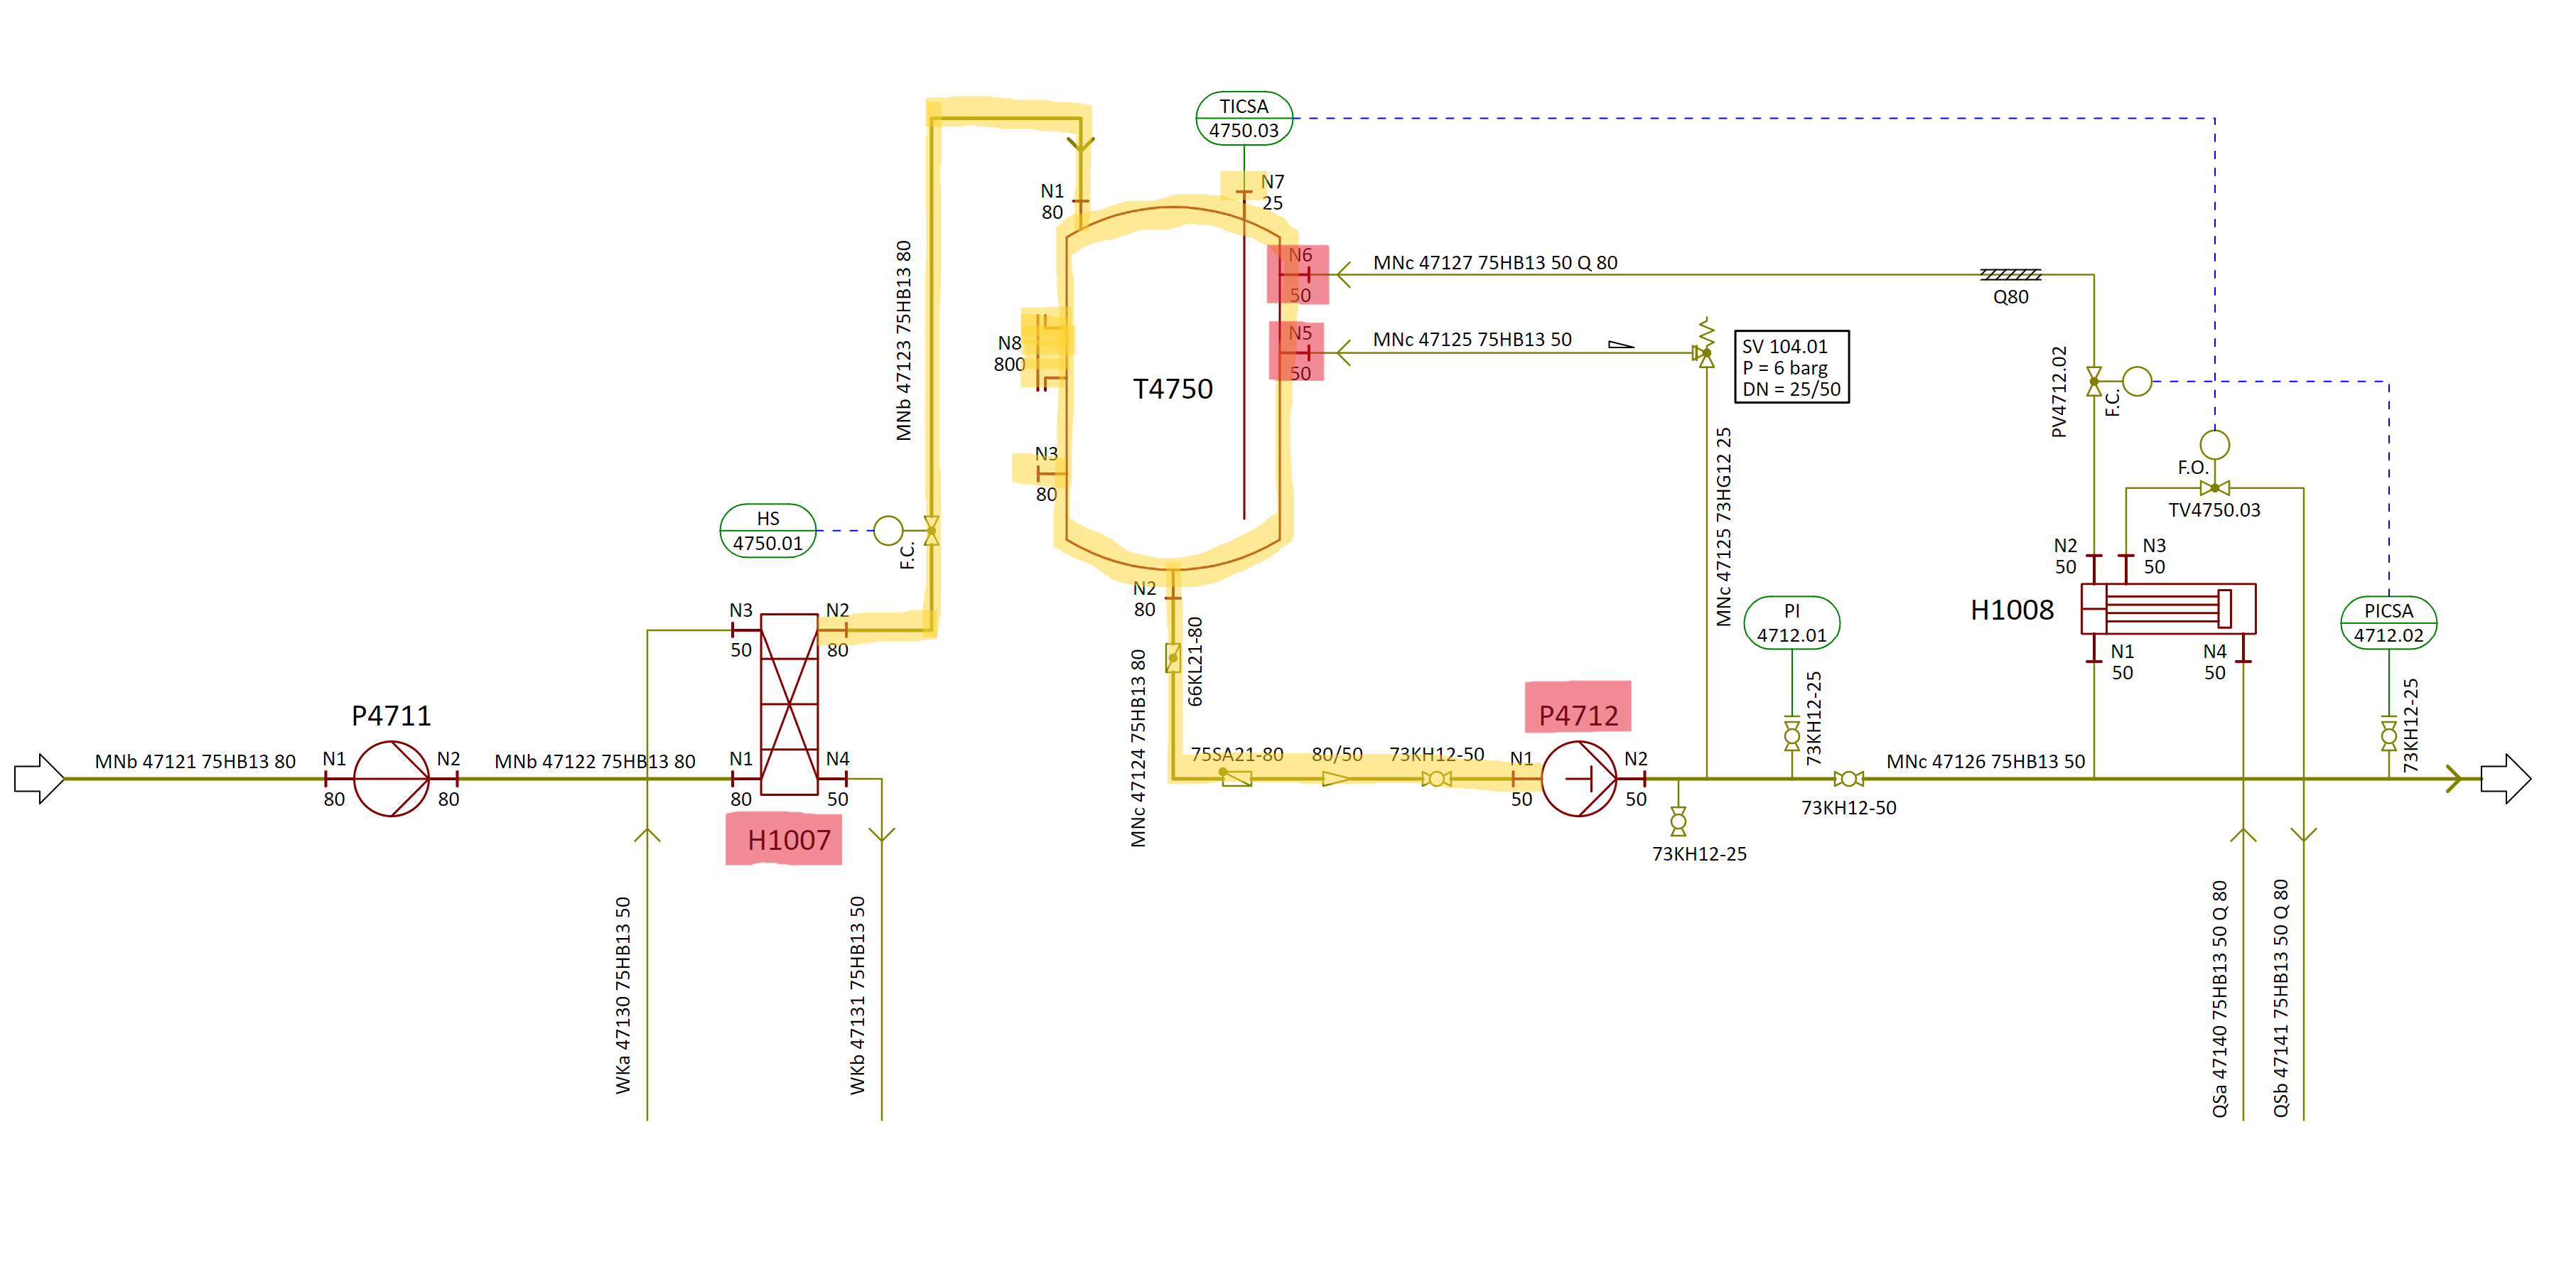 TICSA
4750.03
N7
25
N1
80
N6
50
MNc 47127 75HB13 50 Q 80
Q80
MNb 47123 75HB13 80
N8
800
T4750
N5
50
MNc 47125 75HB13 50
SV 104.01
P = 6 barg
DN = 25/50
PV4712.02
F.C.
N3
80
F.O.
TV4750.03
HS
4750.01
F.C.
MNc 47125 73HG12 25
N2
50
N3
50
H1008
N1
50
N4
50
PI
4712.01
73KH12-25
PICSA
4712.02
73KH12-25
N3
50
N2
80
N2
80
66KL21-80
MNc 47124 75HB13 80
P4711
MNb 47121 75HB13 80
N1
80
N2
80
MNb 47122 75HB13 80
N1
80
N4
50
H1007
75SA21-80
80/50
73KH12-50
P4712
N1
50
N2
50
73KH12-25
73KH12-50
MNc 47126 75HB13 50
WKa 47130 75HB13 50
WKb 47131 75HB13 50
QSa 47140 75HB13 50 Q 80
QSb 47141 75HB13 50 Q 80